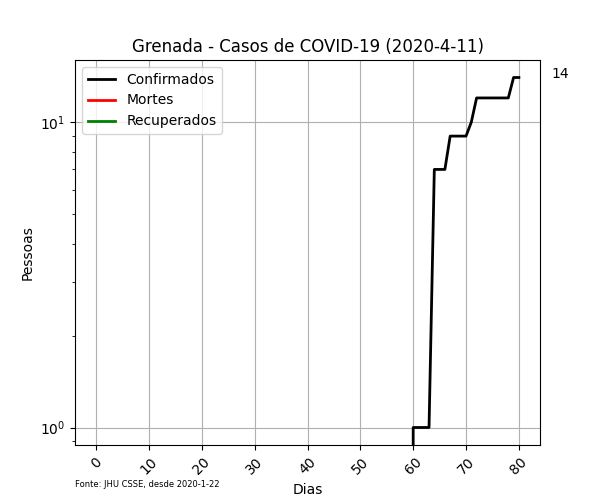 Grenada - Casos de COVID-19 (2020-4-11)
Confirmados
Mortes
Recuperados
14
10¹
10⁰
Pessoas
0 10 20 30 40 50 60 70 80
Dias
Fonte: JHU CSSE, desde 2020-1-22